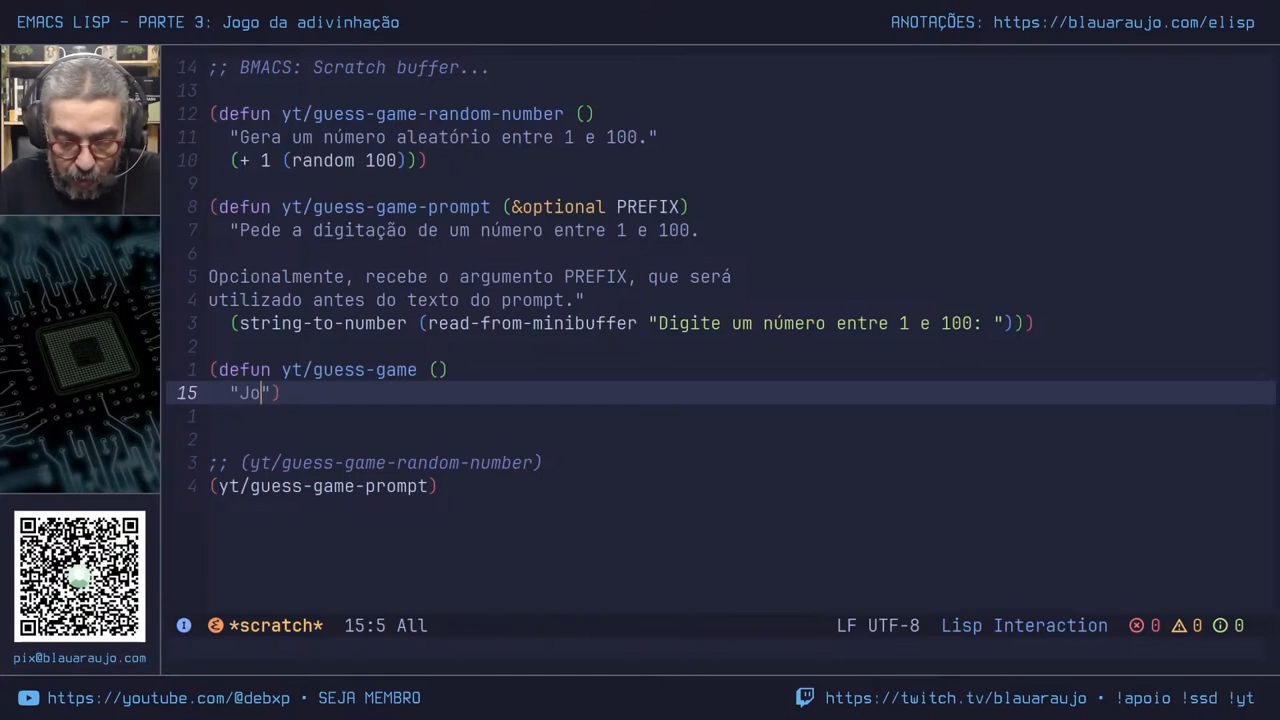 EMACS LISP - PARTE 3: Jogo da adivinhação
ANOTAÇÕES: https://blauaraujo.com/elisp
14 ;; BMACS: Scratch buffer...
13
12 (defun yt/guess-game-random-number ()
11 "Gera um número aleatório entre 1 e 100."
10 (+ 1 (random 100)))
9
8 (defun yt/guess-game-prompt (&optional PREFIX)
7 "Pede a digitação de um número entre 1 e 100.
6
5 Opcionalmente, recebe o argumento PREFIX, que será
4 utilizado antes do texto do prompt."
3 (string-to-number (read-from-minibuffer "Digite um número entre 1 e 100: ")))
2
1 (defun yt/guess-game ()
15 "Jo")
1
2
3 ;; (yt/guess-game-random-number)
4 (yt/guess-game-prompt)
I *scratch* 15:5 All
LF UTF-8 Lisp Interaction 0 0 0
pix@blauaraujo.com
https://youtube.com/@debxp • SEJA MEMBRO
https://twitch.tv/blauaraujo • !apoio !ssd !yt